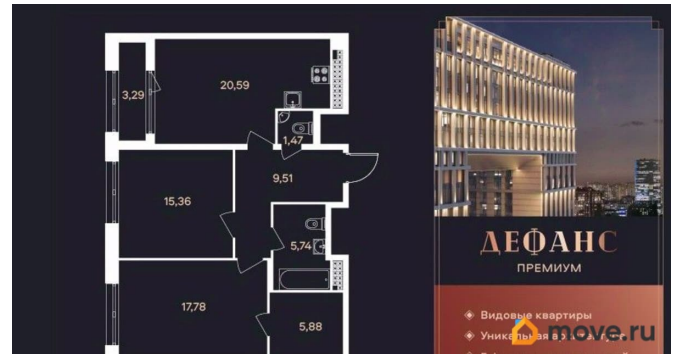 3,29
20,59
1,47
9,51
15,36
5,74
17,78
5,88
ДЕФАНС
ПРЕМИУМ
Видовые квартиры
move.ru